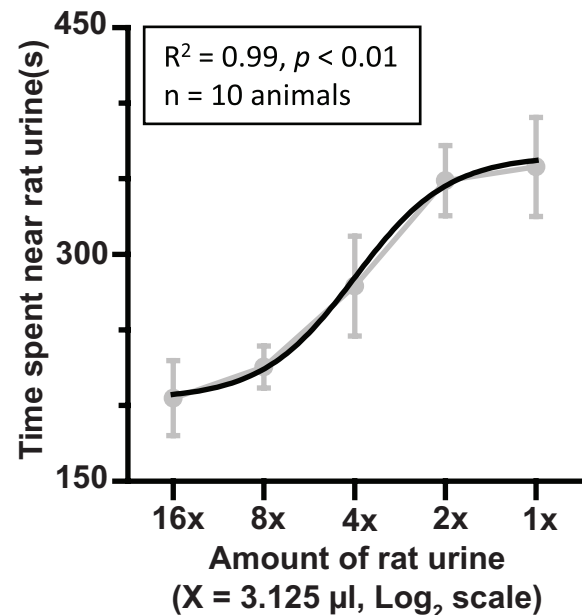 450
R² = 0.99, p < 0.01
n = 10 animals
Time spent near rat urine(s)
300
150
16x 8x 4x 2x 1x
Amount of rat urine
(X = 3.125 µl, Log₂ scale)